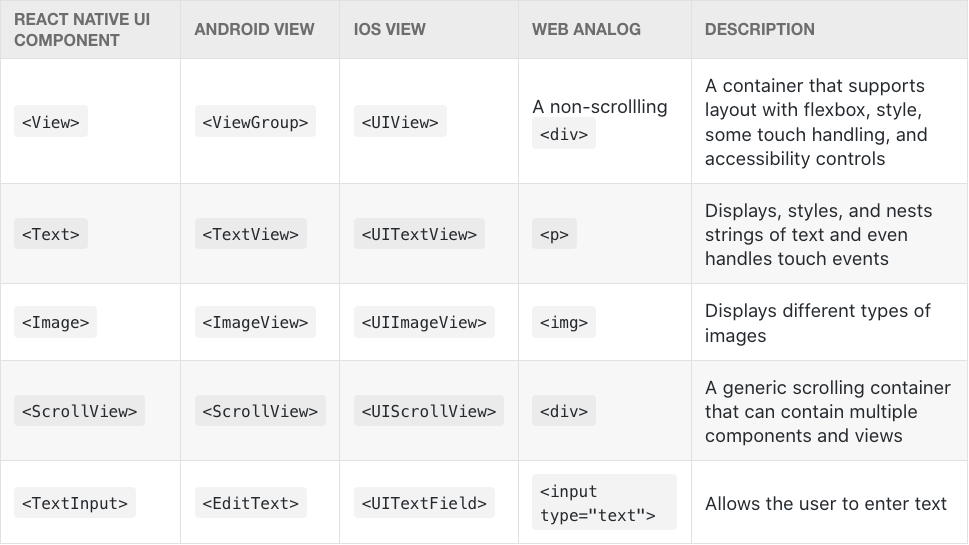 REACT NATIVE UI
COMPONENT
ANDROID VIEW
IOS VIEW
WEB ANALOG
DESCRIPTION
<View>
<ViewGroup>
<UIView>
A non-scrollling
<div>
A container that supports
layout with flexbox, style,
some touch handling, and
accessibility controls
<Text>
<TextView>
<UITextView>
<p>
Displays, styles, and nests
strings of text and even
handles touch events
<Image>
<ImageView>
<UIImageView>
<img>
Displays different types of
images
<ScrollView>
<ScrollView>
<UIScrollView>
<div>
A generic scrolling container
that can contain multiple
components and views
<TextInput>
<EditText>
<UITextField>
<input
type="text">
Allows the user to enter text